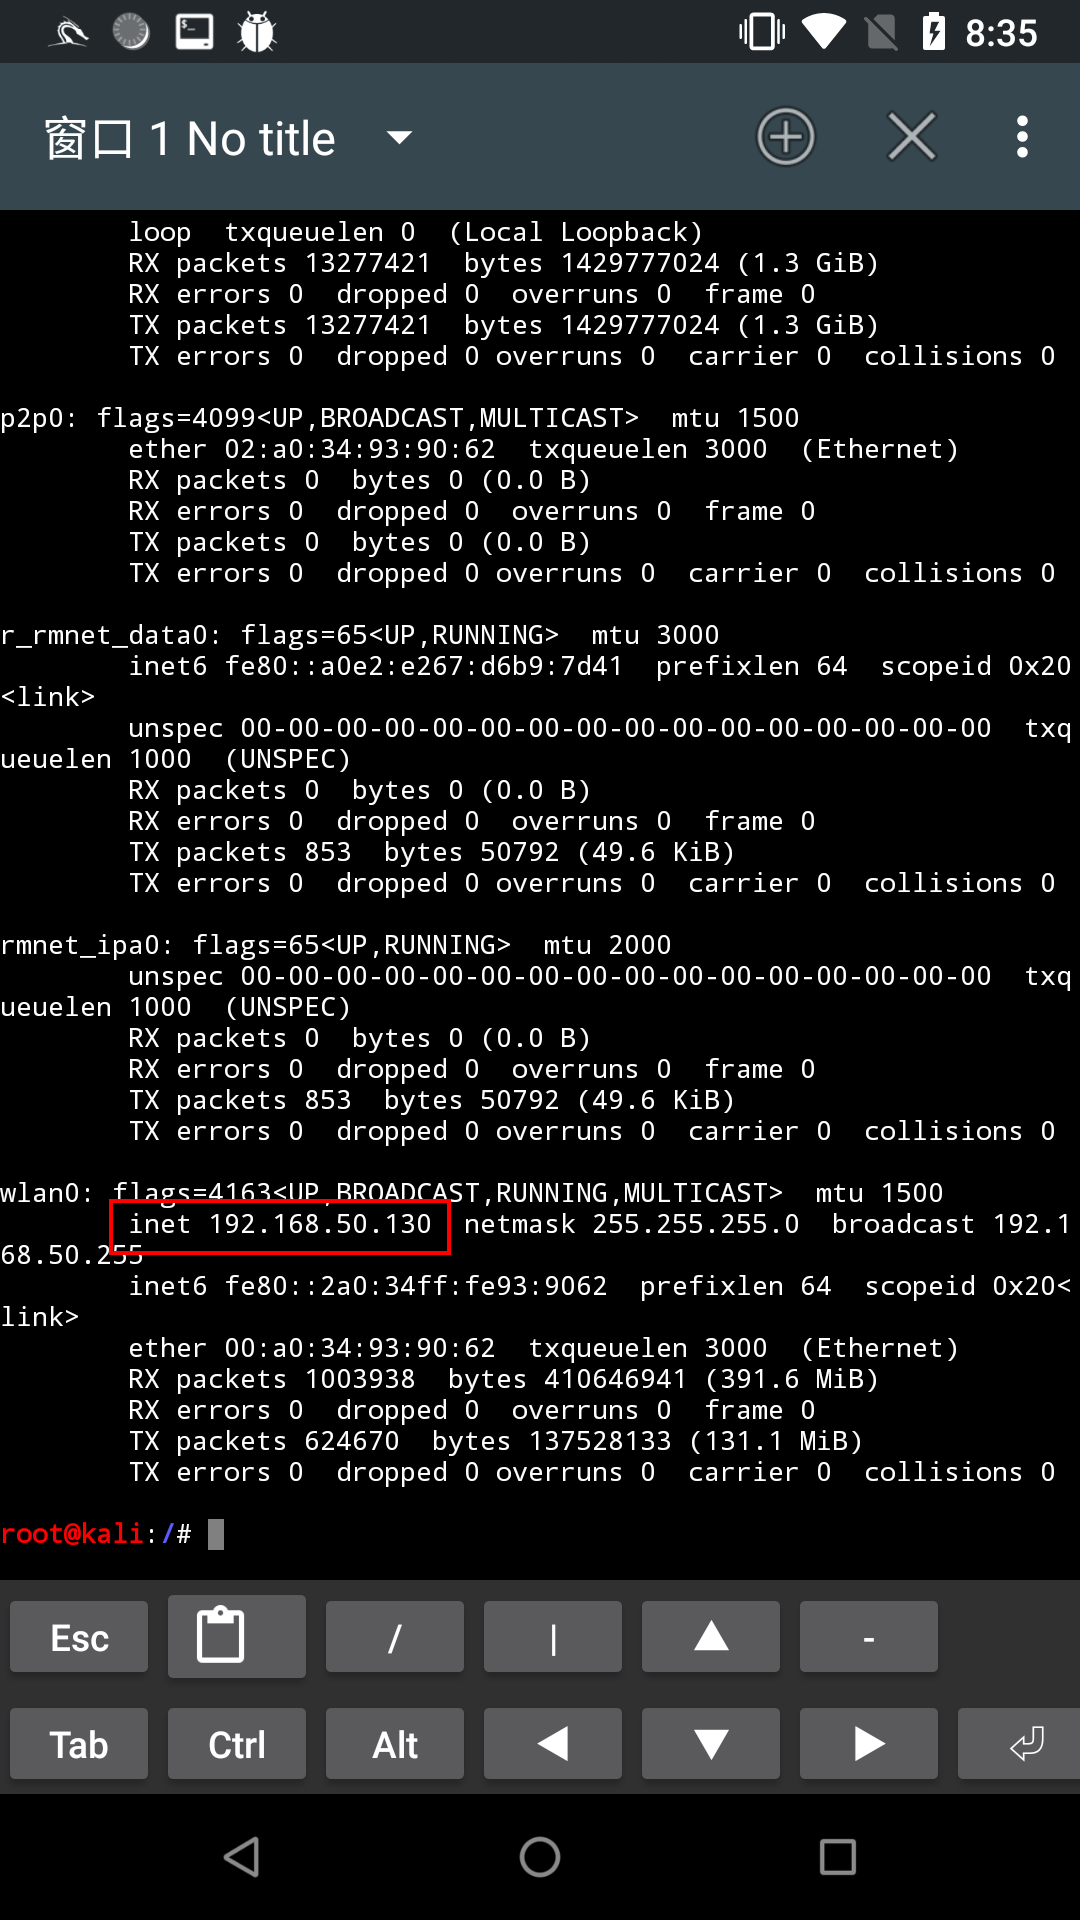 8:35
窗口 1 No title
loop  txqueuelen 0  (Local Loopback)
RX packets 13277421  bytes 1429777024 (1.3 GiB)
RX errors 0  dropped 0  overruns 0  frame 0
TX packets 13277421  bytes 1429777024 (1.3 GiB)
TX errors 0  dropped 0 overruns 0  carrier 0  collisions 0
p2p0: flags=4099<UP,BROADCAST,MULTICAST>  mtu 1500
ether 02:a0:34:93:90:62  txqueuelen 3000  (Ethernet)
RX packets 0  bytes 0 (0.0 B)
RX errors 0  dropped 0  overruns 0  frame 0
TX packets 0  bytes 0 (0.0 B)
TX errors 0  dropped 0 overruns 0  carrier 0  collisions 0
r_rmnet_data0: flags=65<UP,RUNNING>  mtu 3000
inet6 fe80::a0e2:e267:d6b9:7d41  prefixlen 64  scopeid 0x20
<link>
unspec 00-00-00-00-00-00-00-00-00-00-00-00-00-00-00-00  txq
ueuelen 1000  (UNSPEC)
RX packets 0  bytes 0 (0.0 B)
RX errors 0  dropped 0  overruns 0  frame 0
TX packets 853  bytes 50792 (49.6 KiB)
TX errors 0  dropped 0 overruns 0  carrier 0  collisions 0
rmnet_ipa0: flags=65<UP,RUNNING>  mtu 2000
unspec 00-00-00-00-00-00-00-00-00-00-00-00-00-00-00-00  txq
ueuelen 1000  (UNSPEC)
RX packets 0  bytes 0 (0.0 B)
RX errors 0  dropped 0  overruns 0  frame 0
TX packets 853  bytes 50792 (49.6 KiB)
TX errors 0  dropped 0 overruns 0  carrier 0  collisions 0
wlan0: flags=4163<UP,BROADCAST,RUNNING,MULTICAST>  mtu 1500
inet 192.168.50.130  netmask 255.255.255.0  broadcast 192.1
68.50.255
inet6 fe80::2a0:34ff:fe93:9062  prefixlen 64  scopeid 0x20<
link>
ether 00:a0:34:93:90:62  txqueuelen 3000  (Ethernet)
RX packets 1003938  bytes 410646941 (391.6 MiB)
RX errors 0  dropped 0  overruns 0  frame 0
TX packets 624670  bytes 137528133 (131.1 MiB)
TX errors 0  dropped 0 overruns 0  carrier 0  collisions 0
root@kali:/#
Esc / | ▲ -
Tab Ctrl Alt ◀ ▼ ▶